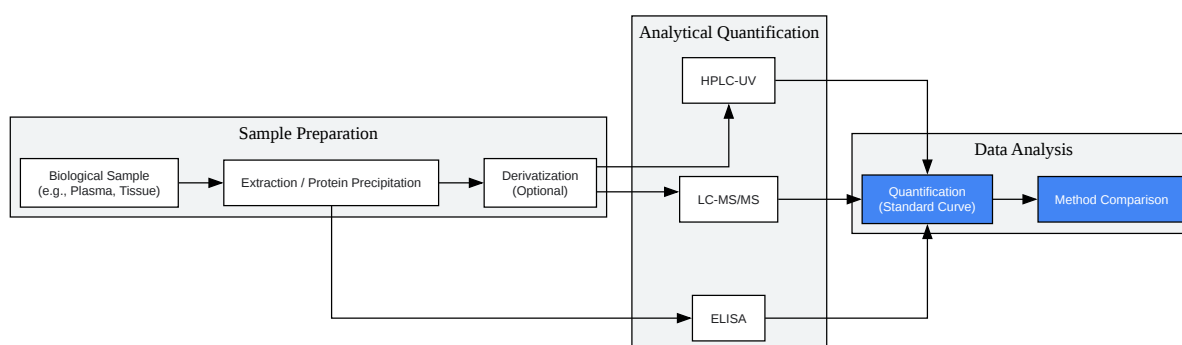 Analytical Quantification
HPLC-UV
Sample Preparation
Biological Sample
(e.g., Plasma, Tissue)
Extraction / Protein Precipitation
Derivatization
(Optional)
LC-MS/MS
ELISA
Data Analysis
Quantification
(Standard Curve)
Method Comparison